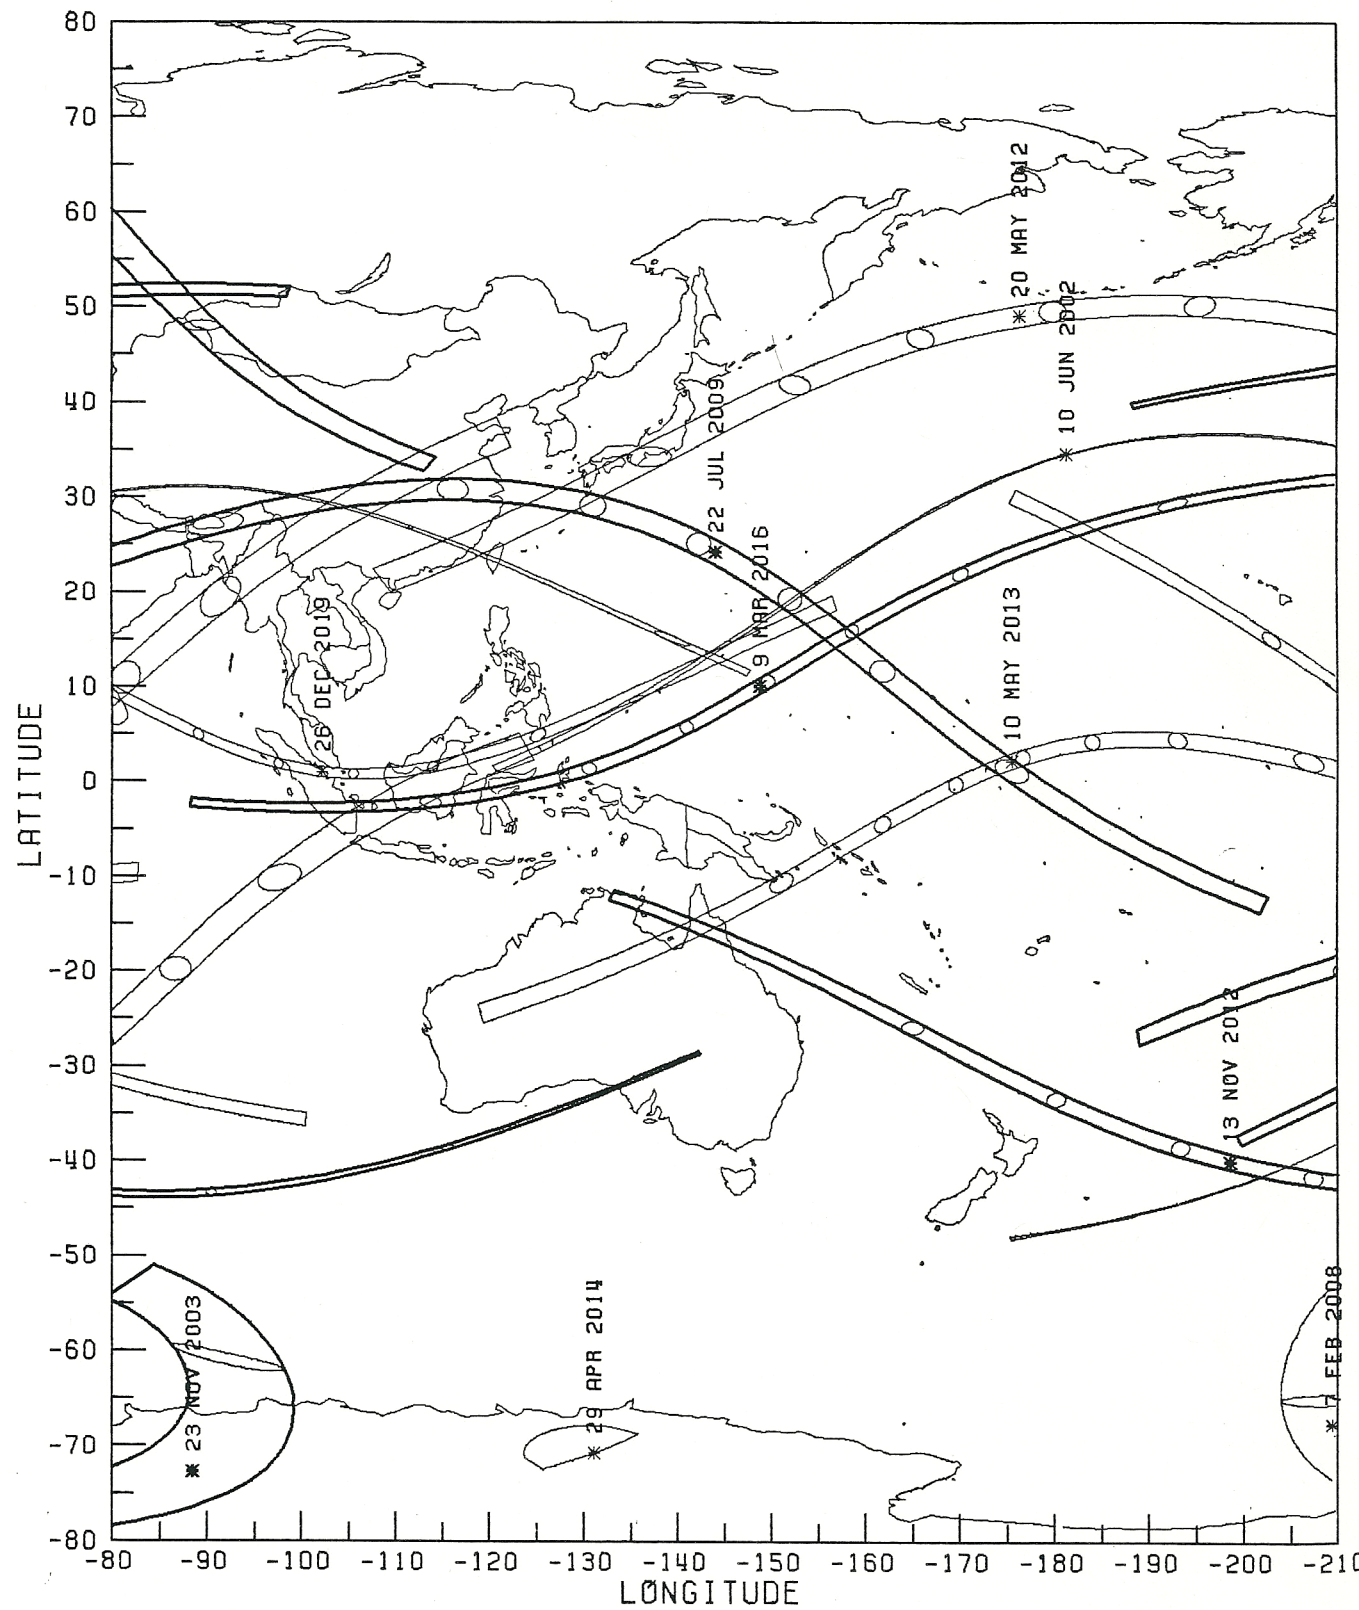 80
70
60
50
40
30
20
10
0
-10
-20
-30
-40
-50
-60
-70
-80
LATITUDE
20 MAY 2012
10 JUN 2002
22 JUL 2009
9 MAR 2016
26 DEC 2019
10 MAY 2013
13 NOV 2012
23 NOV 2003
29 APR 2014
7 FEB 2008
-80 -90 -100 -110 -120 -130 -140 -150 -160 -170 -180 -190 -200 -210
LONGITUDE